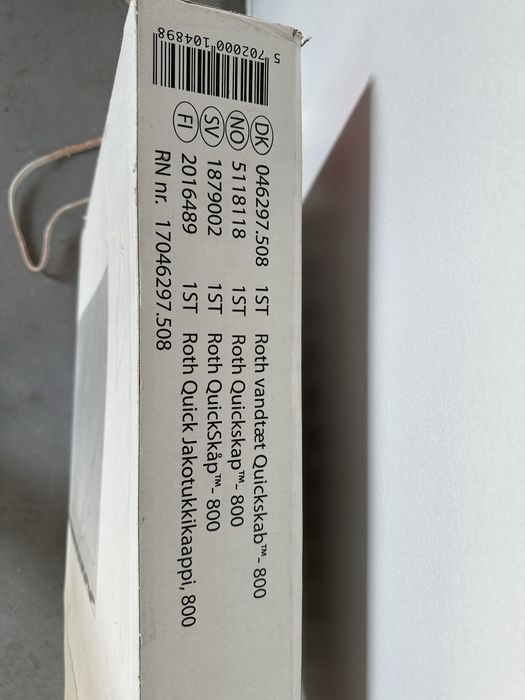 5 702000 104898
DK 046297.508 1ST Roth vandtæt Quickskab™- 800
NO 5118118 1ST Roth Quickskap™- 800
SV 1879002 1ST Roth QuickSkåp™- 800
FI 2016489 1ST Roth Quick Jakotukkikaappi, 800
RN nr. 17046297.508